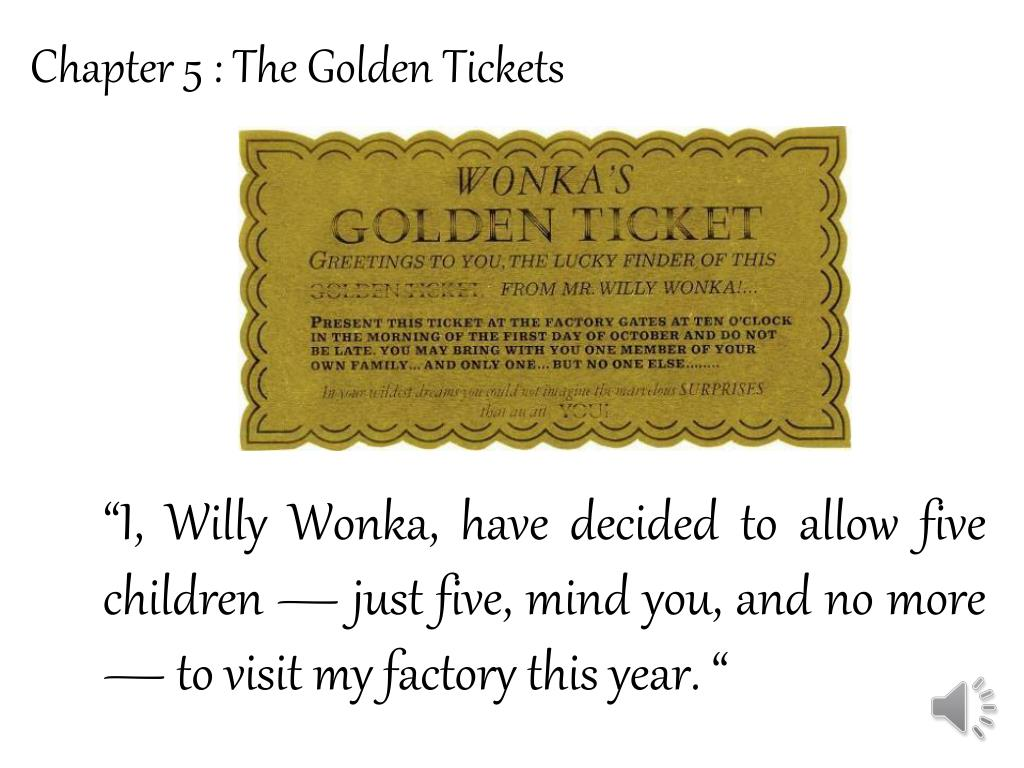 Chapter 5 : The Golden Tickets
WONKA'S
GOLDEN TICKET
GREETINGS TO YOU, THE LUCKY FINDER OF THIS
GOLDEN TICKET, FROM MR. WILLY WONKA!...
PRESENT THIS TICKET AT THE FACTORY GATES AT TEN O'CLOCK
IN THE MORNING OF THE FIRST DAY OF OCTOBER AND DO NOT
BE LATE. YOU MAY BRING WITH YOU ONE MEMBER OF YOUR
OWN FAMILY... AND ONLY ONE... BUT NO ONE ELSE........
In your wildest dreams you could not imagine the marvelous SURPRISES
that YOU!
“I, Willy Wonka, have decided to allow five
children — just five, mind you, and no more
— to visit my factory this year. “